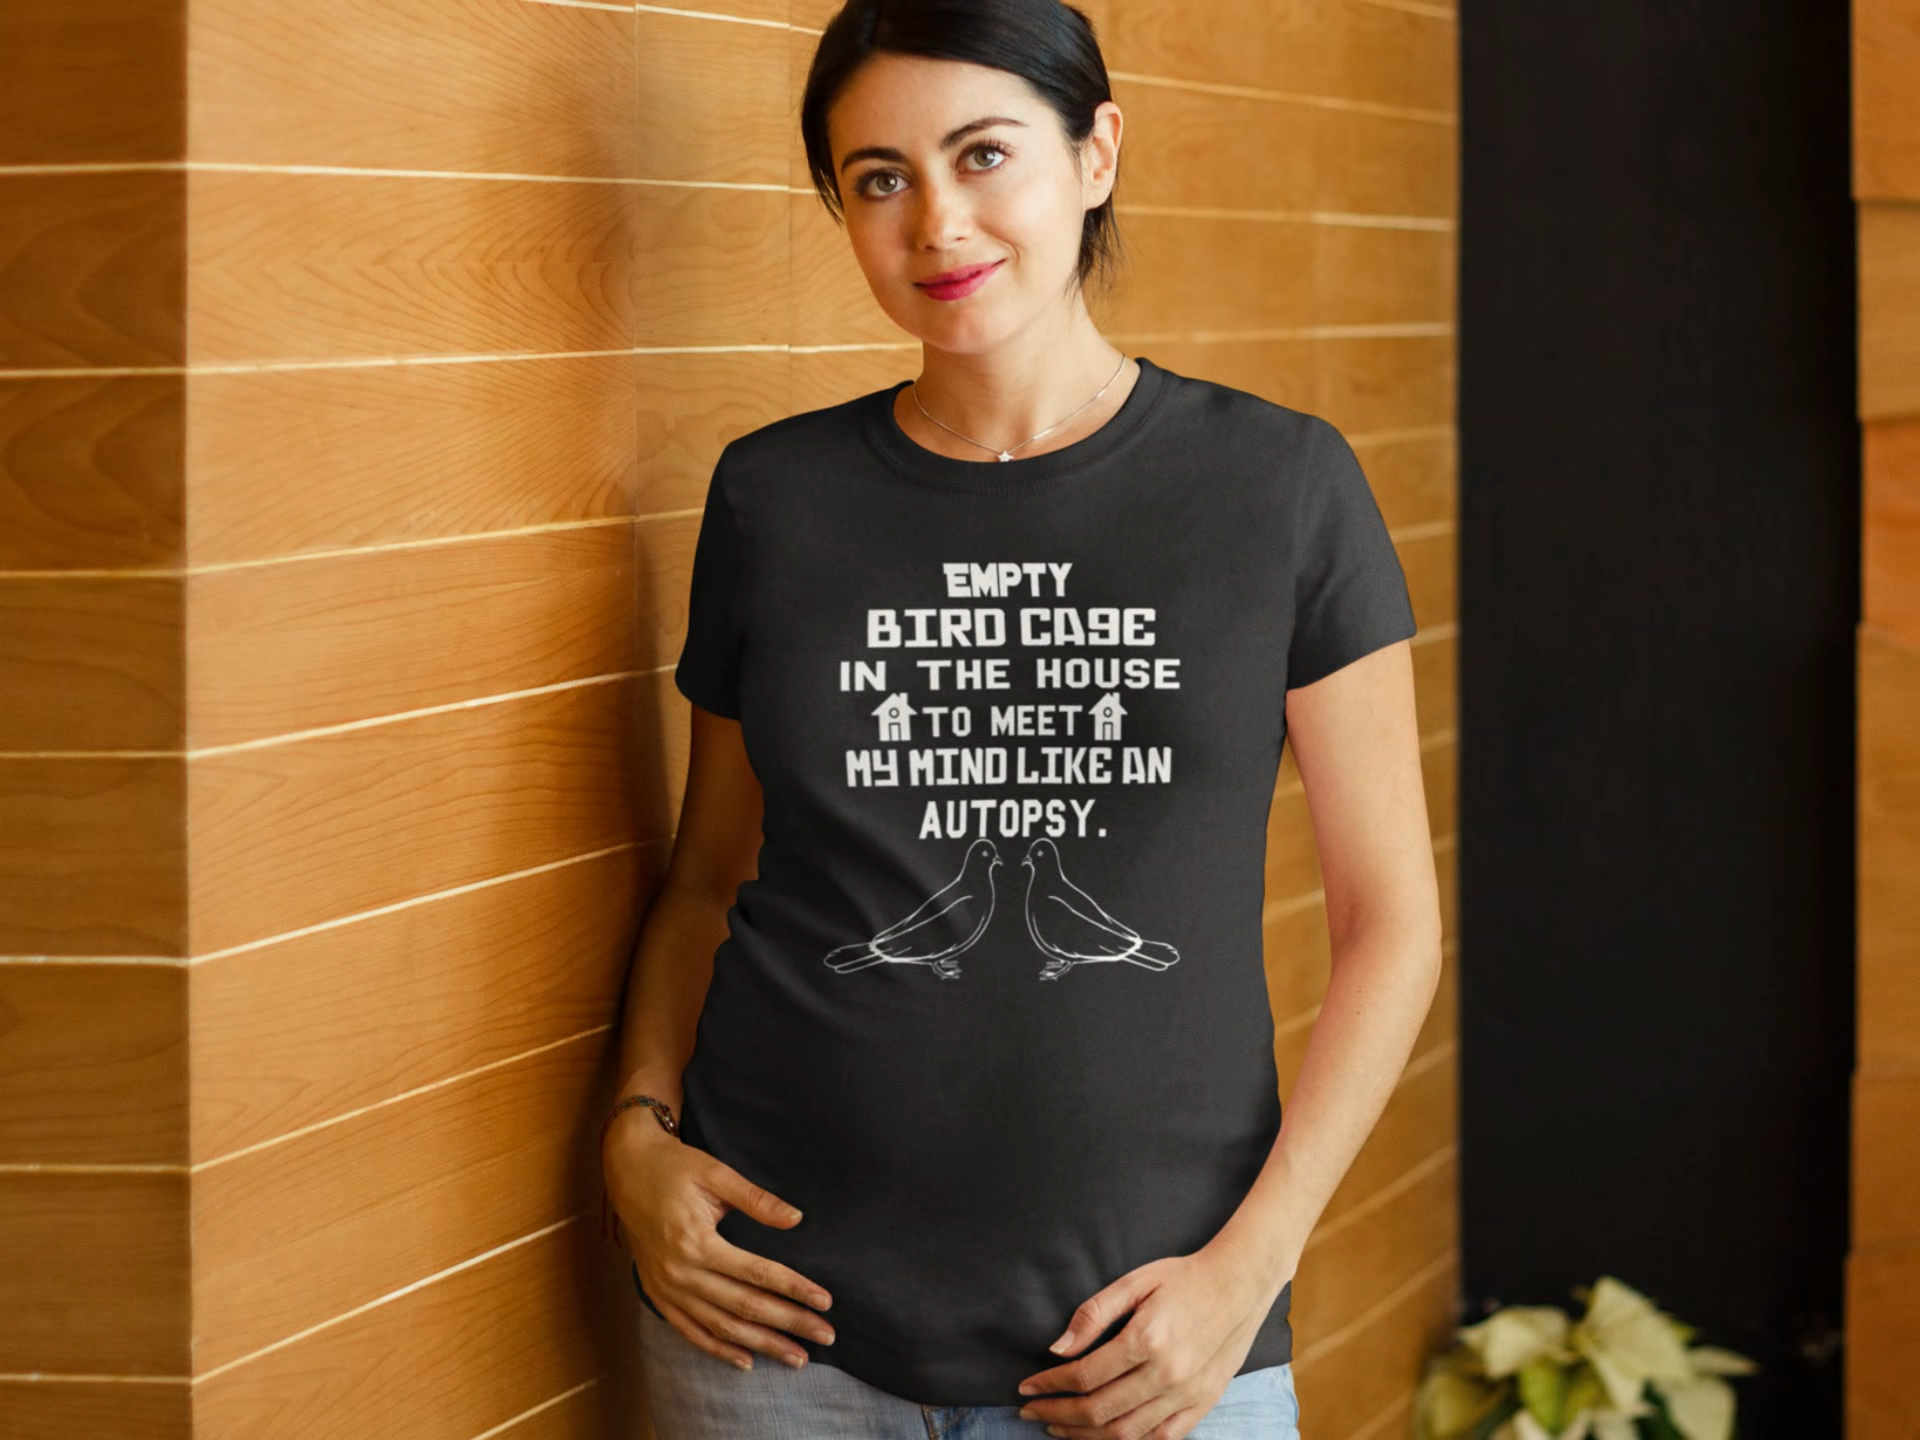 EMPTY
BIRD CAGE
IN THE HOUSE
TO MEET
MY MIND LIKE AN
AUTOPSY.